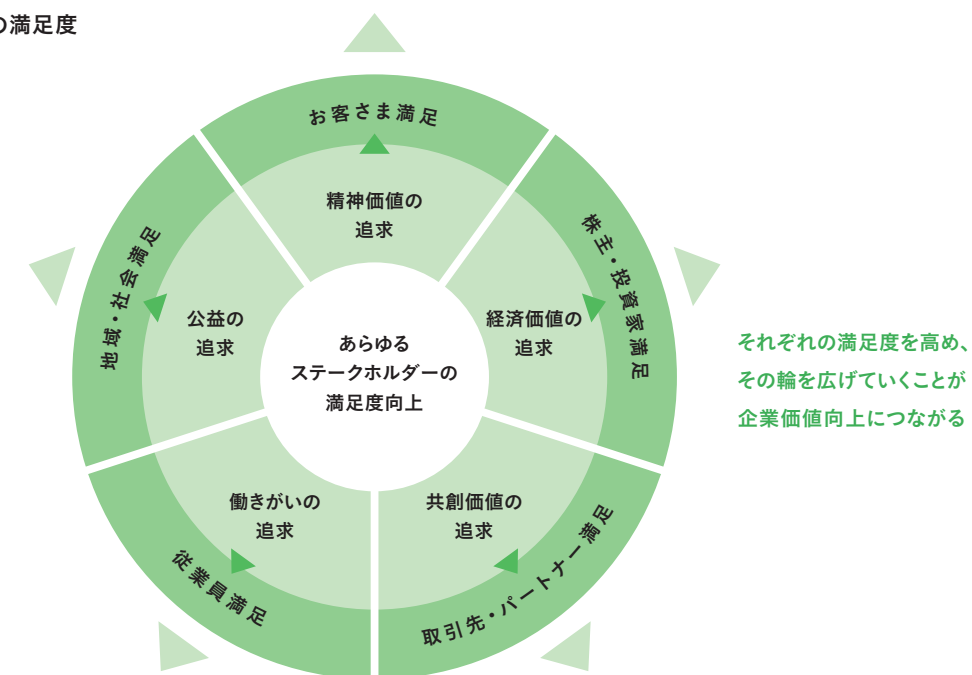 の満足度
お客さま満足
精神価値の
追求
株主・投資家満足
経済価値の
追求
地域・社会満足
公益の
追求
あらゆる
ステークホルダーの
満足度向上
それぞれの満足度を高め、
その輪を広げていくことが
企業価値向上につながる
働きがいの
追求
共創価値の
追求
従業員満足
取引先・パートナー満足